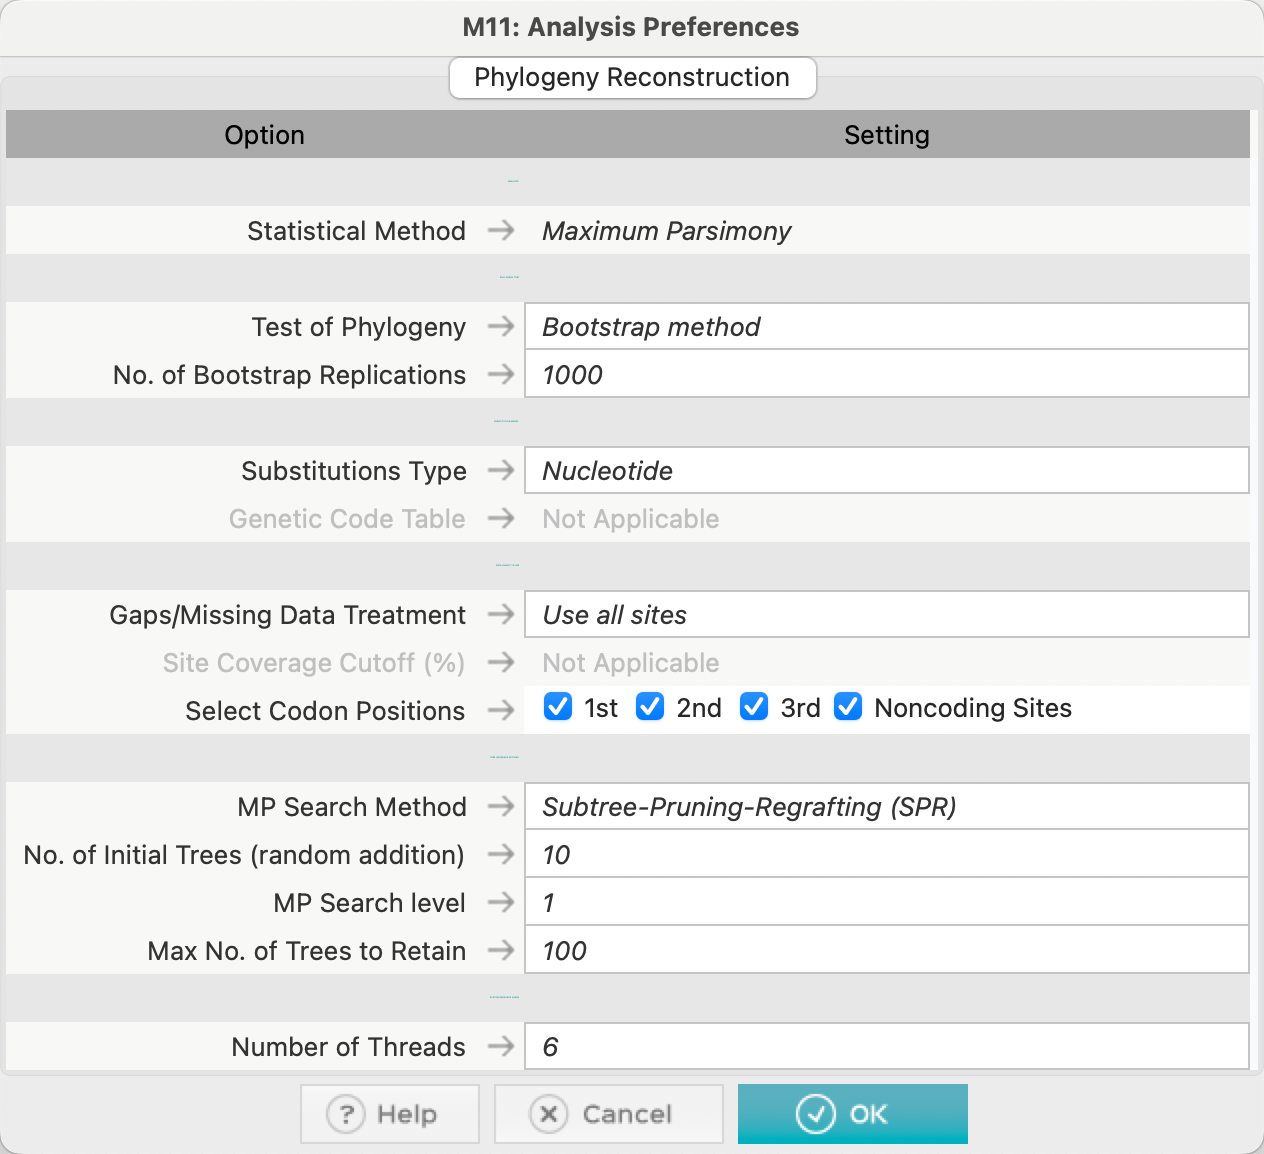 M11: Analysis Preferences
Phylogeny Reconstruction
Option Setting
Statistical Method → Maximum Parsimony
Test of Phylogeny → Bootstrap method
No. of Bootstrap Replications → 1000
Substitutions Type → Nucleotide
Genetic Code Table → Not Applicable
Gaps/Missing Data Treatment → Use all sites
Site Coverage Cutoff (%) → Not Applicable
Select Codon Positions → 1st 2nd 3rd Noncoding Sites
MP Search Method → Subtree-Pruning-Regrafting (SPR)
No. of Initial Trees (random addition) → 10
MP Search level → 1
Max No. of Trees to Retain → 100
Number of Threads → 6
? Help Cancel OK